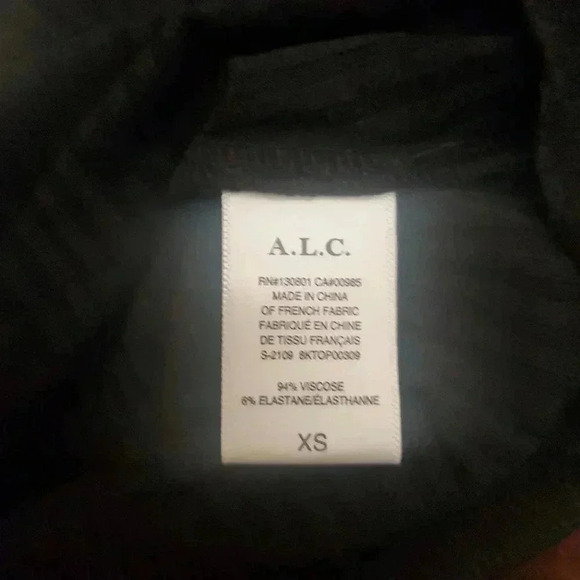 A.L.C.
RN#130801 CA#00985
MADE IN CHINA
OF FRENCH FABRIC
FABRIQUÉ EN CHINE
DE TISSU FRANÇAIS
S-2109 8KTOP00309
94% VISCOSE
6% ELASTANE/ÉLASTHANNE
XS